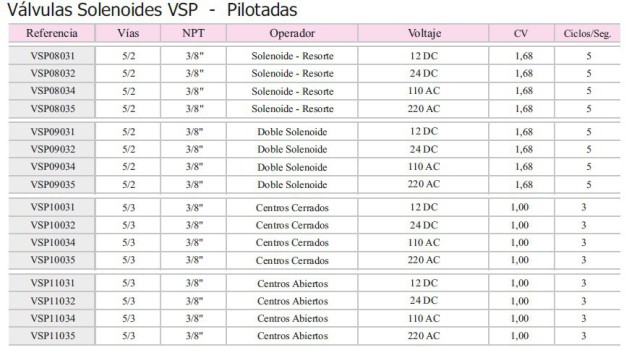 Válvulas Solenoides VSP - Pilotadas
Referencia Vías NPT Operador Voltaje CV Ciclos/Seg.
VSP08031 5/2 3/8" Solenoide - Resorte 12 DC 1,68 5
VSP08032 5/2 3/8" Solenoide - Resorte 24 DC 1,68 5
VSP08034 5/2 3/8" Solenoide - Resorte 110 AC 1,68 5
VSP08035 5/2 3/8" Solenoide - Resorte 220 AC 1,68 5
VSP09031 5/2 3/8" Doble Solenoide 12 DC 1,68 5
VSP09032 5/2 3/8" Doble Solenoide 24 DC 1,68 5
VSP09034 5/2 3/8" Doble Solenoide 110 AC 1,68 5
VSP09035 5/2 3/8" Doble Solenoide 220 AC 1,68 5
VSP10031 5/3 3/8" Centros Cerrados 12 DC 1,00 3
VSP10032 5/3 3/8" Centros Cerrados 24 DC 1,00 3
VSP10034 5/3 3/8" Centros Cerrados 110 AC 1,00 3
VSP10035 5/3 3/8" Centros Cerrados 220 AC 1,00 3
VSP11031 5/3 3/8" Centros Abiertos 12 DC 1,00 3
VSP11032 5/3 3/8" Centros Abiertos 24 DC 1,00 3
VSP11034 5/3 3/8" Centros Abiertos 110 AC 1,00 3
VSP11035 5/3 3/8" Centros Abiertos 220 AC 1,00 3